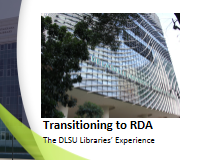 Transitioning to RDA
The DLSU Libraries' Experience